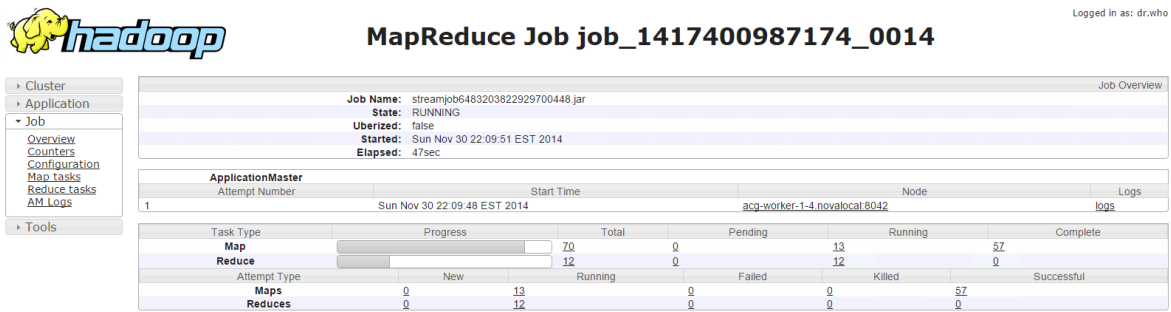 Logged in as: dr.who
hadoop
MapReduce Job job_1417400987174_0014
Cluster
Application
Job
Overview
Counters
Configuration
Map tasks
Reduce tasks
AM Logs
Tools
Job Overview
Job Name: streamjob6483203822929700448.jar
State: RUNNING
Uberized: false
Started: Sun Nov 30 22:09:51 EST 2014
Elapsed: 47sec
ApplicationMaster
Attempt Number Start Time Node Logs
1 Sun Nov 30 22:09:48 EST 2014 acg-worker-1-4.novalocal:8042 logs
Task Type Progress Total Pending Running Complete
Map 70 0 13 57
Reduce 12 0 12 0
Attempt Type New Running Failed Killed Successful
Maps 0 13 0 0 57
Reduces 0 12 0 0 0